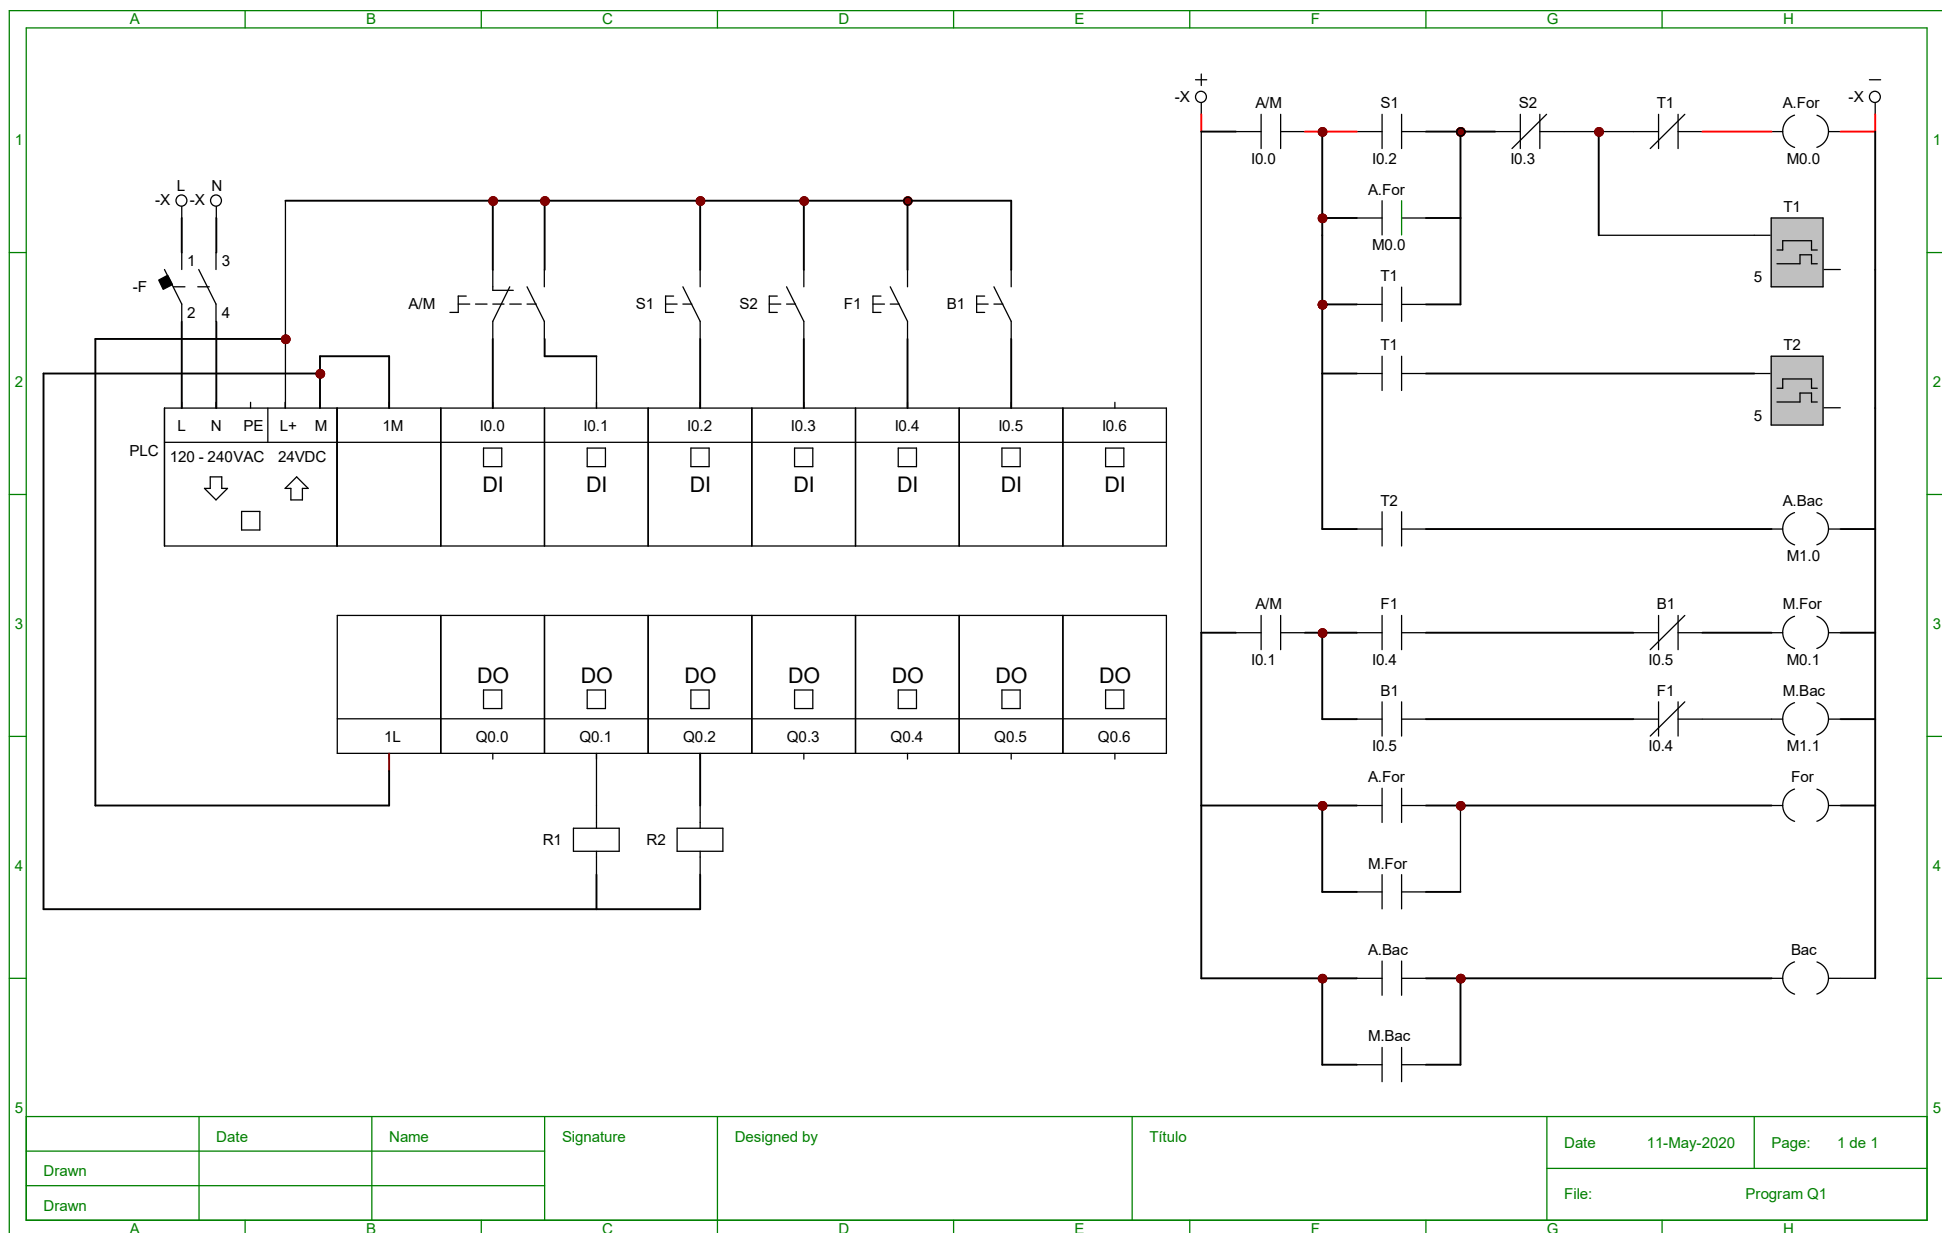 A B C D E F G H
1 1
2 2
3 3
4 4
5 5
L N
-X -X
1 3
-F
2 4
A/M S1 S2 F1 B1
PLC
L N PE L+ M 1M I0.0 I0.1 I0.2 I0.3 I0.4 I0.5 I0.6
120 - 240VAC 24VDC DI DI DI DI DI DI DI
DO DO DO DO DO DO DO
1L Q0.0 Q0.1 Q0.2 Q0.3 Q0.4 Q0.5 Q0.6
R1 R2
+ −
-X -X
A/M S1 S2 T1 A.For
I0.0 I0.2 I0.3 M0.0
A.For
M0.0
T1
5
T1
T1 T2
5
T2 A.Bac
M1.0
A/M F1 B1 M.For
I0.1 I0.4 I0.5 M0.1
B1 F1 M.Bac
I0.5 I0.4 M1.1
A.For For
M.For
A.Bac Bac
M.Bac
Date Name Signature Designed by Título Date 11-May-2020 Page: 1 de 1
Drawn
Drawn
File: Program Q1
A B C D E F G H